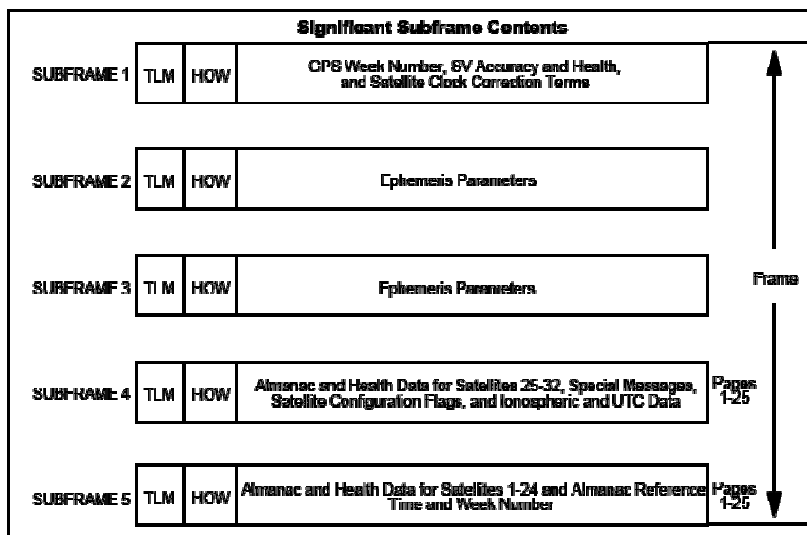 Significant Subframe Contents
SUBFRAME 1 TLM HOW GPS Week Number, SV Accuracy and Health,
and Satellite Clock Correction Terms
SUBFRAME 2 TLM HOW Ephemeris Parameters
SUBFRAME 3 TLM HOW Ephemeris Parameters
Frame
SUBFRAME 4 TLM HOW Almanac and Health Data for Satellites 25-32, Special Messages,
Satellite Configuration Flags, and Ionospheric and UTC Data
Pages
1-25
SUBFRAME 5 TLM HOW Almanac and Health Data for Satellites 1-24 and Almanac Reference
Time and Week Number
Pages
1-25